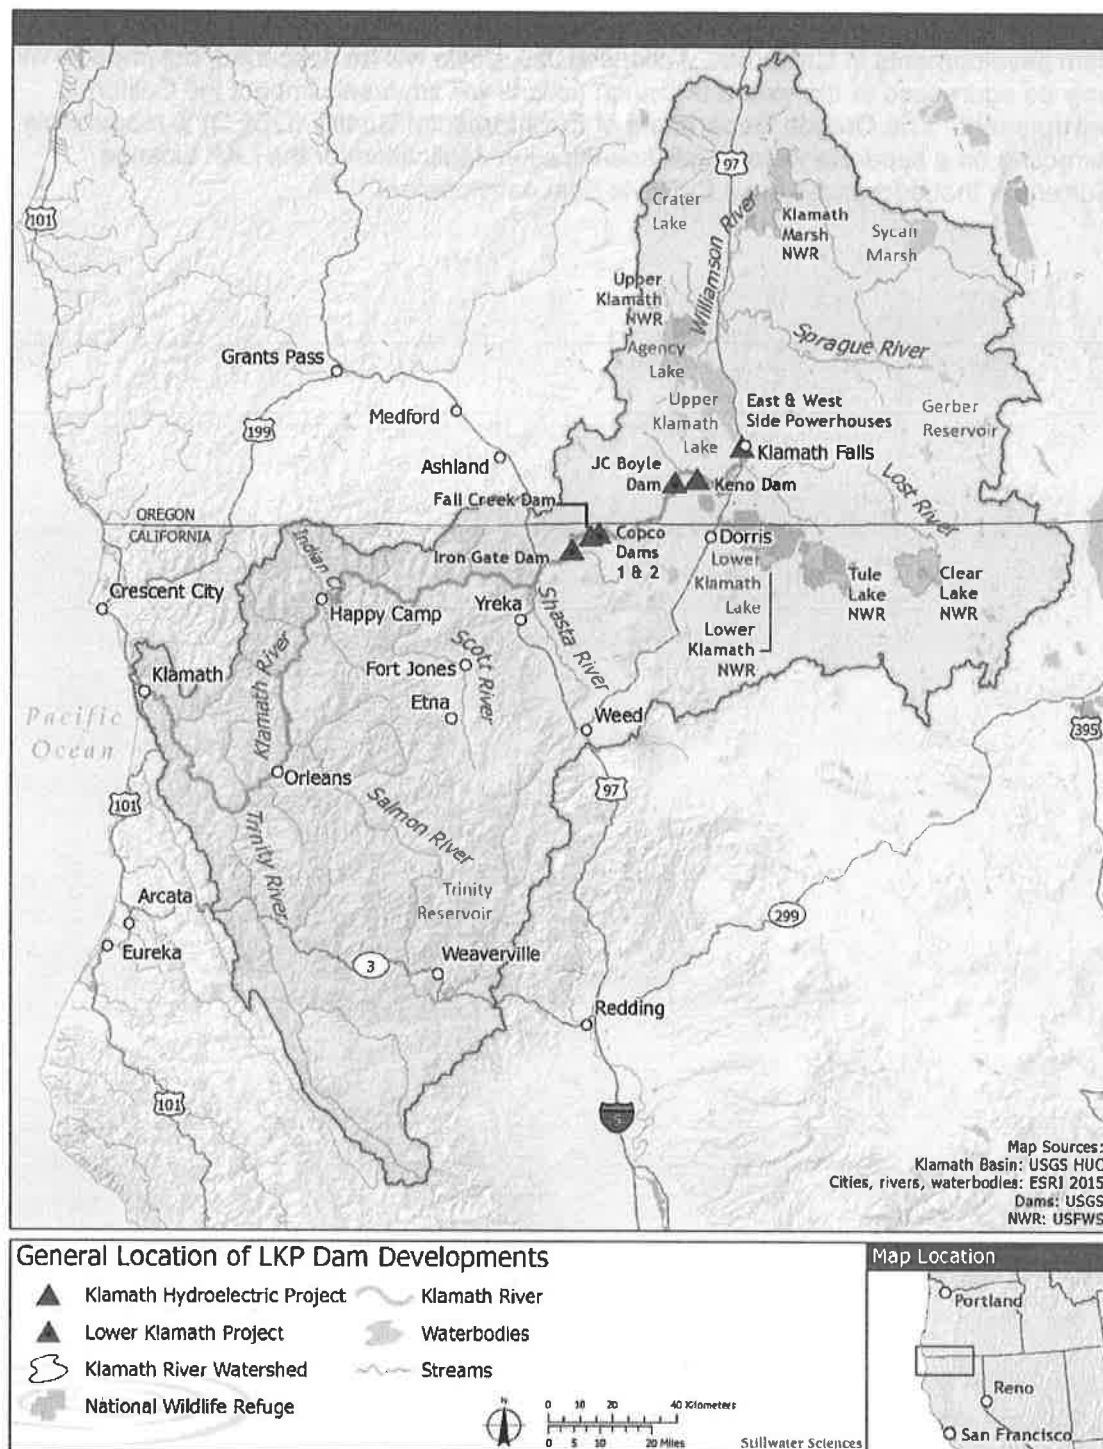 97
Crater
Lake
Williamson River
Klamath
Marsh
NWR
Sycan
Marsh
101
Upper
Klamath
NWR
Sprague River
Agency
Lake
Grants Pass
Upper
Klamath
Lake
East & West
Side Powerhouses
Gerber
Reservoir
Medford
199
Klamath Falls
Ashland
JC Boyle
Dam
Keno Dam
Lost River
Fall Creek Dam
OREGON
CALIFORNIA
Indian Cr
Iron Gate Dam
Copco
Dams
1 & 2
Dorris
Lower
Klamath
Lake
Lower
Klamath
NWR
Tule
Lake
NWR
Clear
Lake
NWR
Crescent City
Happy Camp
Yreka
Shasta River
Scott River
Fort Jones
Klamath River
Klamath
Etna
Weed
Pacific
Ocean
395
Orleans
97
101
Salmon River
Trinity River
Trinity
Reservoir
Arcata
299
Eureka
3
Weaverville
Redding
101
5
Map Sources:
Klamath Basin: USGS HUC
Cities, rivers, waterbodies: ESRI 2015
Dams: USGS
NWR: USFWS
General Location of LKP Dam Developments
Klamath Hydroelectric Project
Klamath River
Lower Klamath Project
Waterbodies
Klamath River Watershed
Streams
National Wildlife Refuge
N
0 10 20 40 Kilometers
0 5 10 20 Miles
Stillwater Sciences
Map Location
Portland
Reno
San Francisco